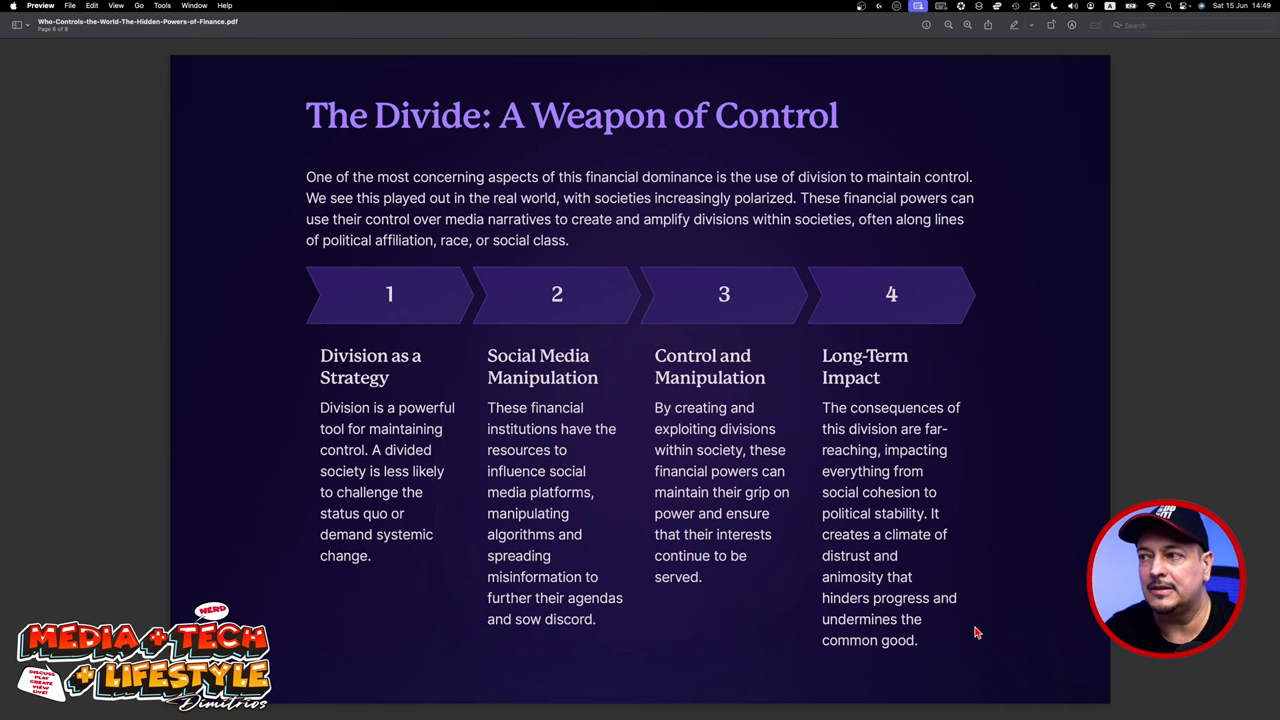 Preview File Edit View Go Tools Window Help
A
Sat 15 Jun 14:49
Who-Controls-the-World-The-Hidden-Powers-of-Finance.pdf
Page 6 of 8
Search
The Divide: A Weapon of Control
One of the most concerning aspects of this financial dominance is the use of division to maintain control.
We see this played out in the real world, with societies increasingly polarized. These financial powers can
use their control over media narratives to create and amplify divisions within societies, often along lines
of political affiliation, race, or social class.
1
2
3
4
Division as a
Strategy
Division is a powerful
tool for maintaining
control. A divided
society is less likely
to challenge the
status quo or
demand systemic
change.
Social Media
Manipulation
These financial
institutions have the
resources to
influence social
media platforms,
manipulating
algorithms and
spreading
misinformation to
further their agendas
and sow discord.
Control and
Manipulation
By creating and
exploiting divisions
within society, these
financial powers can
maintain their grip on
power and ensure
that their interests
continue to be
served.
Long-Term
Impact
The consequences of
this division are far-
reaching, impacting
everything from
social cohesion to
political stability. It
creates a climate of
distrust and
animosity that
hinders progress and
undermines the
common good.
NERD
MEDIA + TECH
+ LIFESTYLE
DISCUSS
PLAY
CREATE
VIEW
LIVE!
Dimitrios